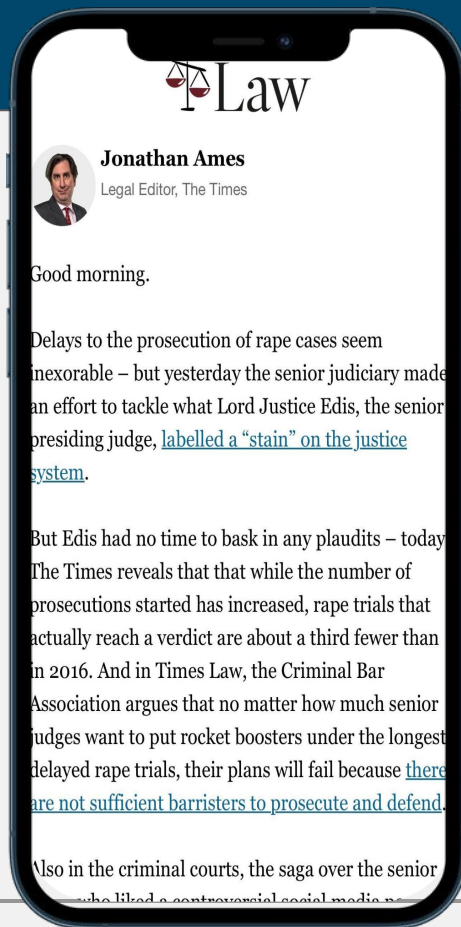 Law
Jonathan Ames
Legal Editor, The Times
Good morning.
Delays to the prosecution of rape cases seem
inexorable – but yesterday the senior judiciary made
an effort to tackle what Lord Justice Edis, the senior
presiding judge, labelled a “stain” on the justice
system.
But Edis had no time to bask in any plaudits – today
The Times reveals that that while the number of
prosecutions started has increased, rape trials that
actually reach a verdict are about a third fewer than
in 2016. And in Times Law, the Criminal Bar
Association argues that no matter how much senior
judges want to put rocket boosters under the longest
delayed rape trials, their plans will fail because there
are not sufficient barristers to prosecute and defend.
Also in the criminal courts, the saga over the senior
who liked a controversial social media